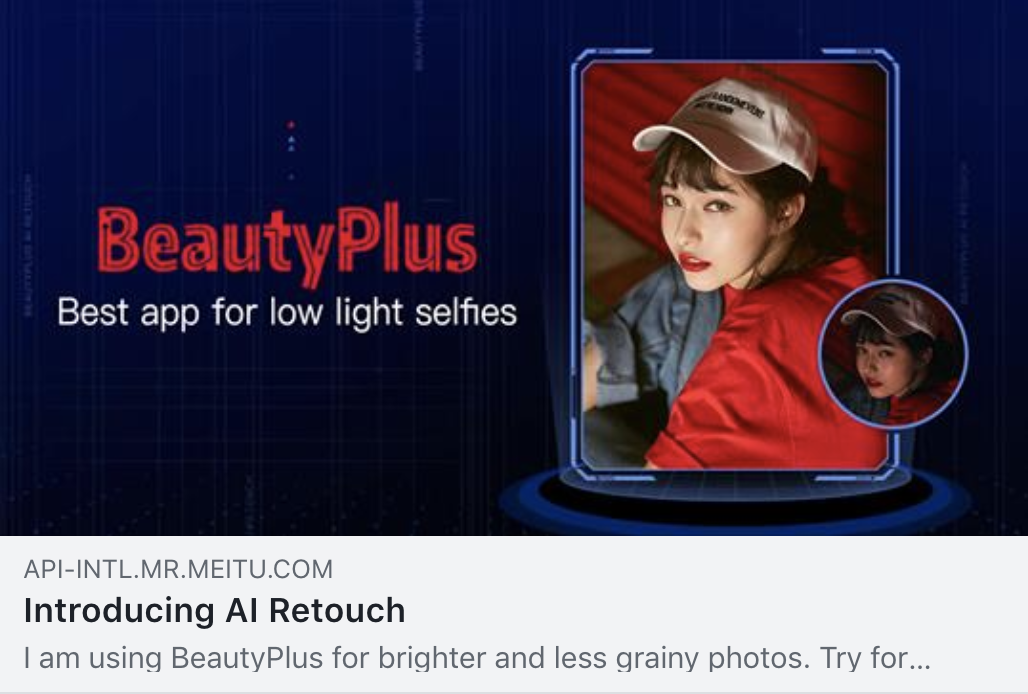 BeautyPlus
Best app for low light selfies
API-INTL.MR.MEITU.COM
Introducing AI Retouch
I am using BeautyPlus for brighter and less grainy photos. Try for...